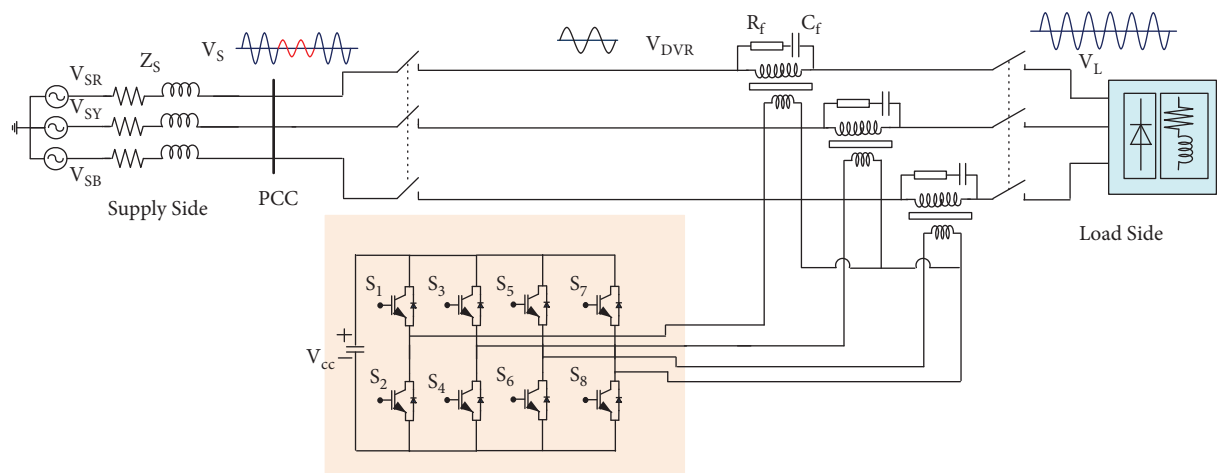 V_S
Z_S
V_SR
V_SY
V_SB
Supply Side
PCC
V_DVR
R_f
C_f
V_L
Load Side
S_1
S_3
S_5
S_7
V_cc
+
−
S_2
S_4
S_6
S_8